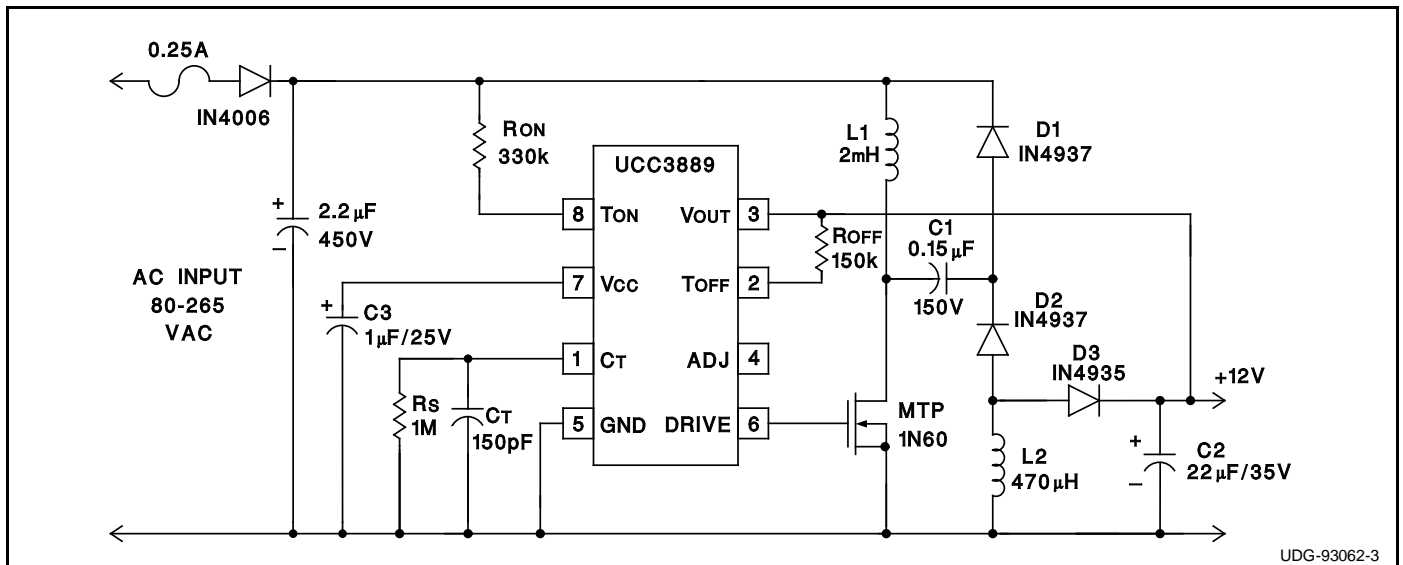 0.25A
IN4006
RON
330k
L1
2mH
D1
IN4937
UCC3889
+
2.2µF
450V
–
8 TON
VOUT 3
ROFF
150k
C1
0.15µF
150V
AC INPUT
80-265
VAC
7 VCC
TOFF 2
+
C3
1µF/25V
D2
IN4937
1 CT
ADJ 4
D3
IN4935
+12V
RS
1M
CT
150pF
5 GND
DRIVE 6
MTP
1N60
L2
470µH
+
C2
22µF/35V
–
UDG-93062-3